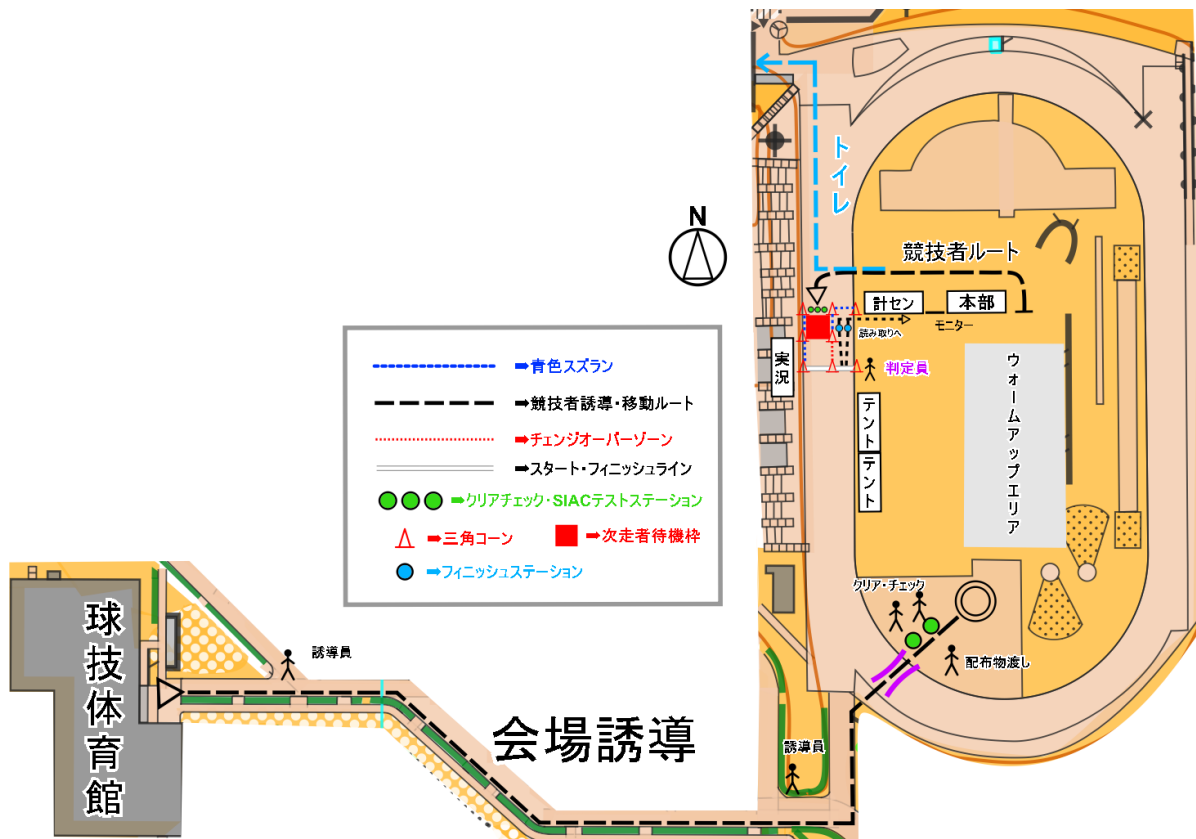 N
トイレ
競技者ルート
計セン
本部
モニター
読み取りへ
実況
判定員
テント
テント
ウォームアップエリア
➡青色スズラン
➡競技者誘導・移動ルート
➡チェンジオーバーゾーン
➡スタート・フィニッシュライン
➡クリアチェック・SIACテストステーション
➡三角コーン
➡次走者待機枠
➡フィニッシュステーション
クリア・チェック
配布物渡し
球技体育館
誘導員
会場誘導
誘導員